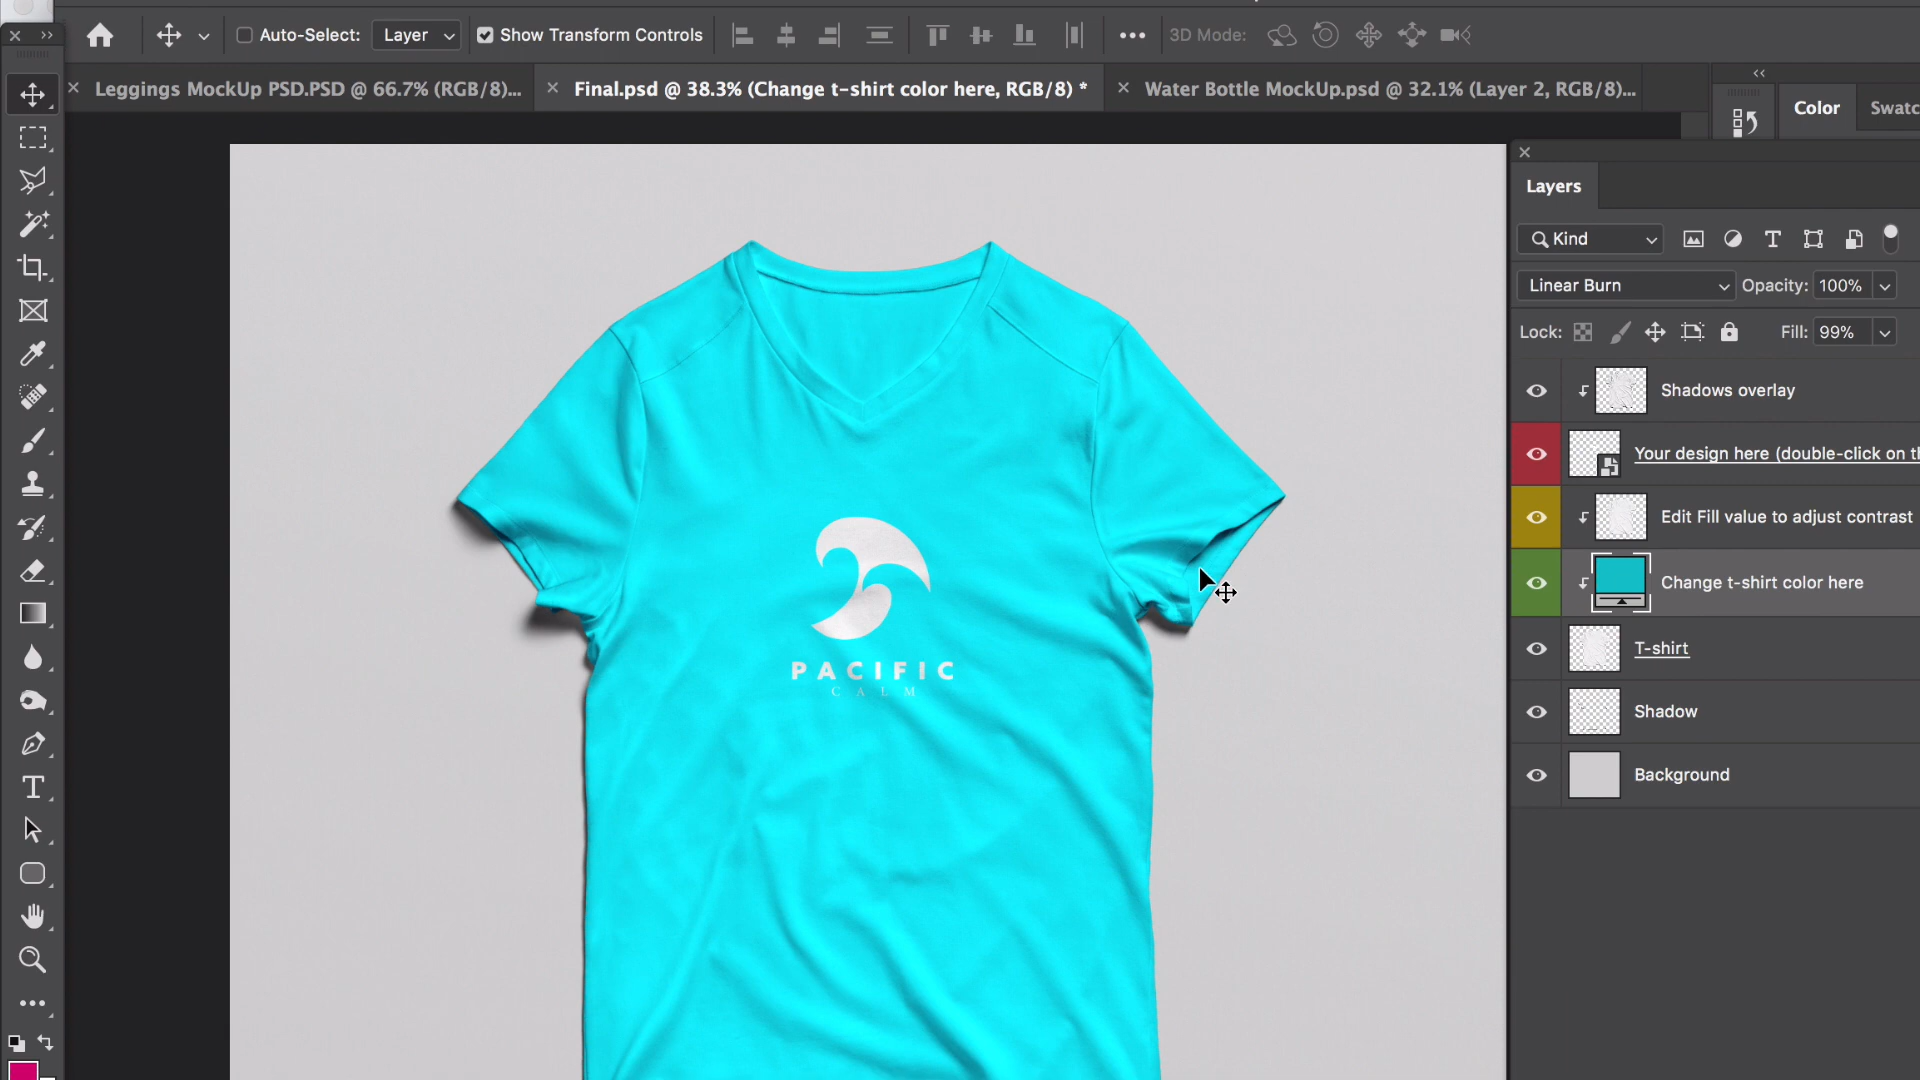 Auto-Select: Layer Show Transform Controls 3D Mode:
Leggings MockUp PSD.PSD @ 66.7% (RGB/8)...
Final.psd @ 38.3% (Change t-shirt color here, RGB/8) *
Water Bottle MockUp.psd @ 32.1% (Layer 2, RGB/8)...
Color Swatc
Layers
Kind
Linear Burn Opacity: 100%
Lock: Fill: 99%
Shadows overlay
Your design here (double-click on th
Edit Fill value to adjust contrast
Change t-shirt color here
T-shirt
Shadow
Background
PACIFIC
CALM